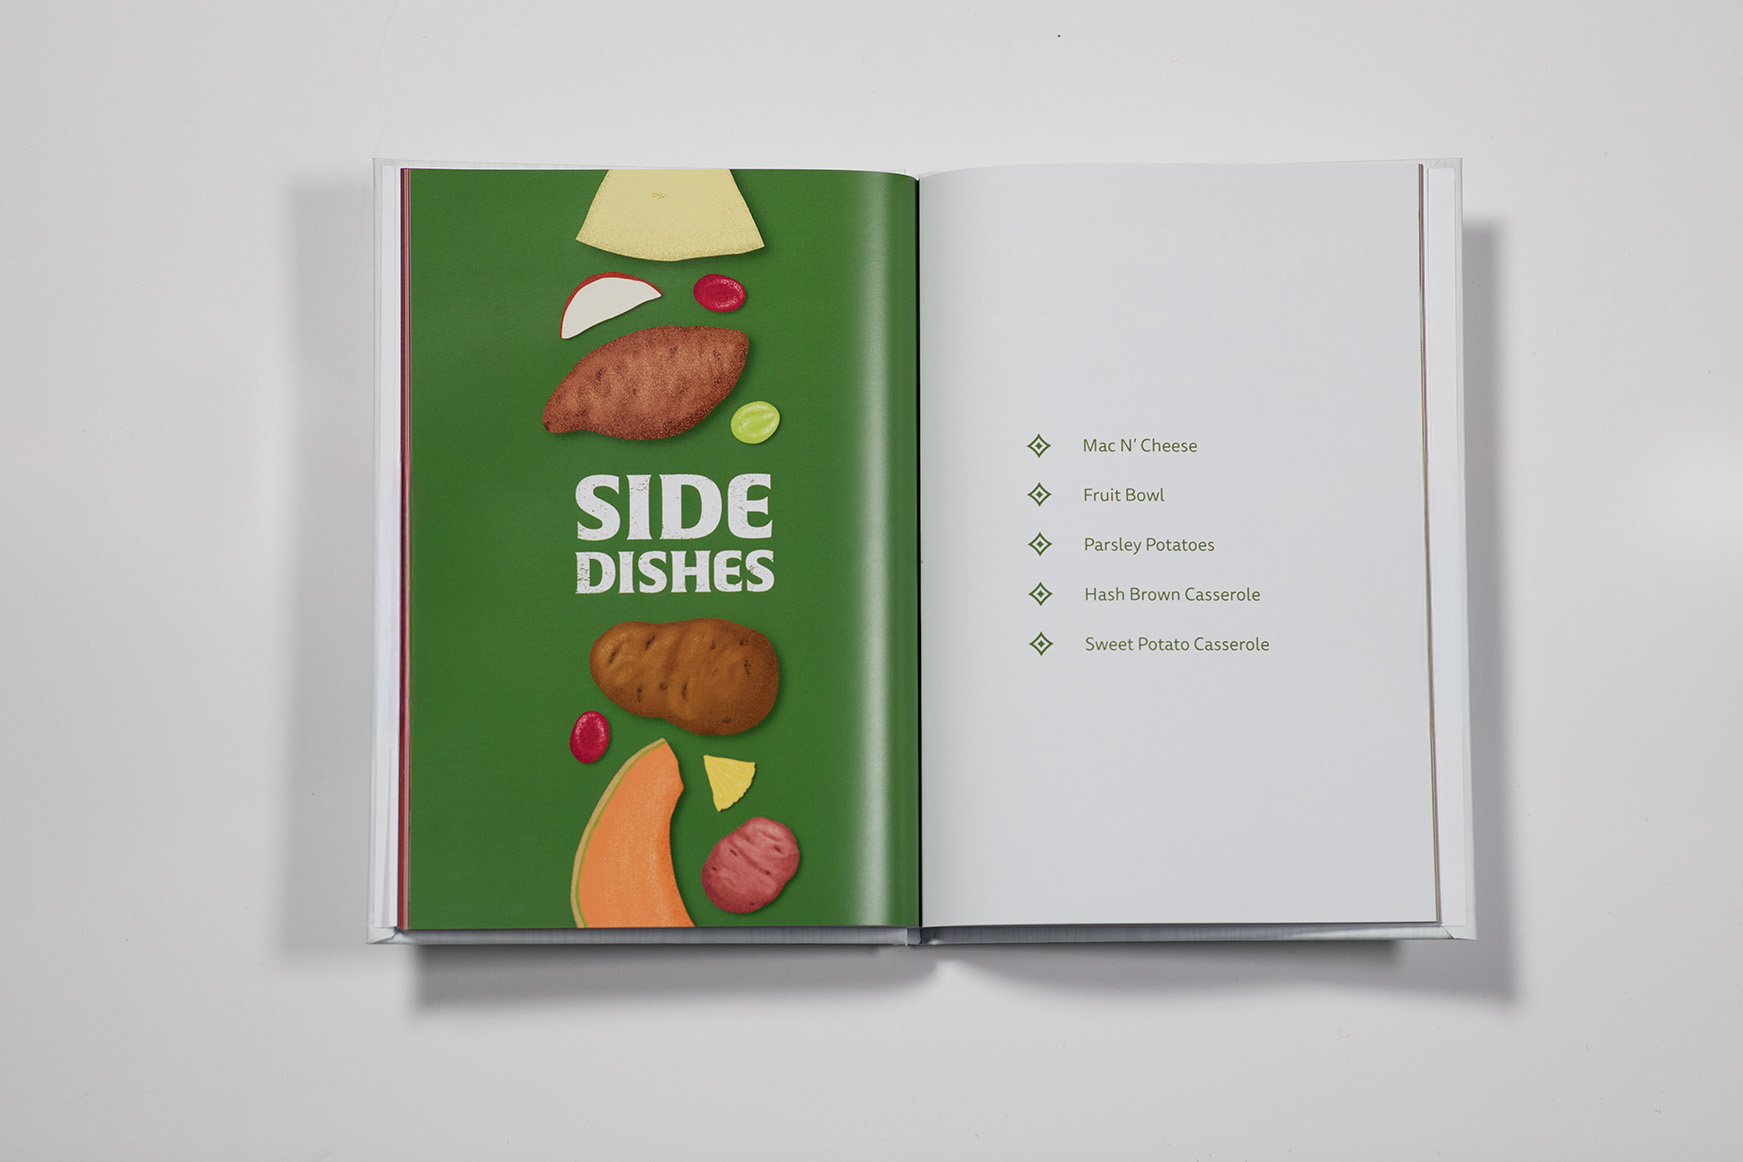 SIDE
DISHES
Mac N’ Cheese
Fruit Bowl
Parsley Potatoes
Hash Brown Casserole
Sweet Potato Casserole